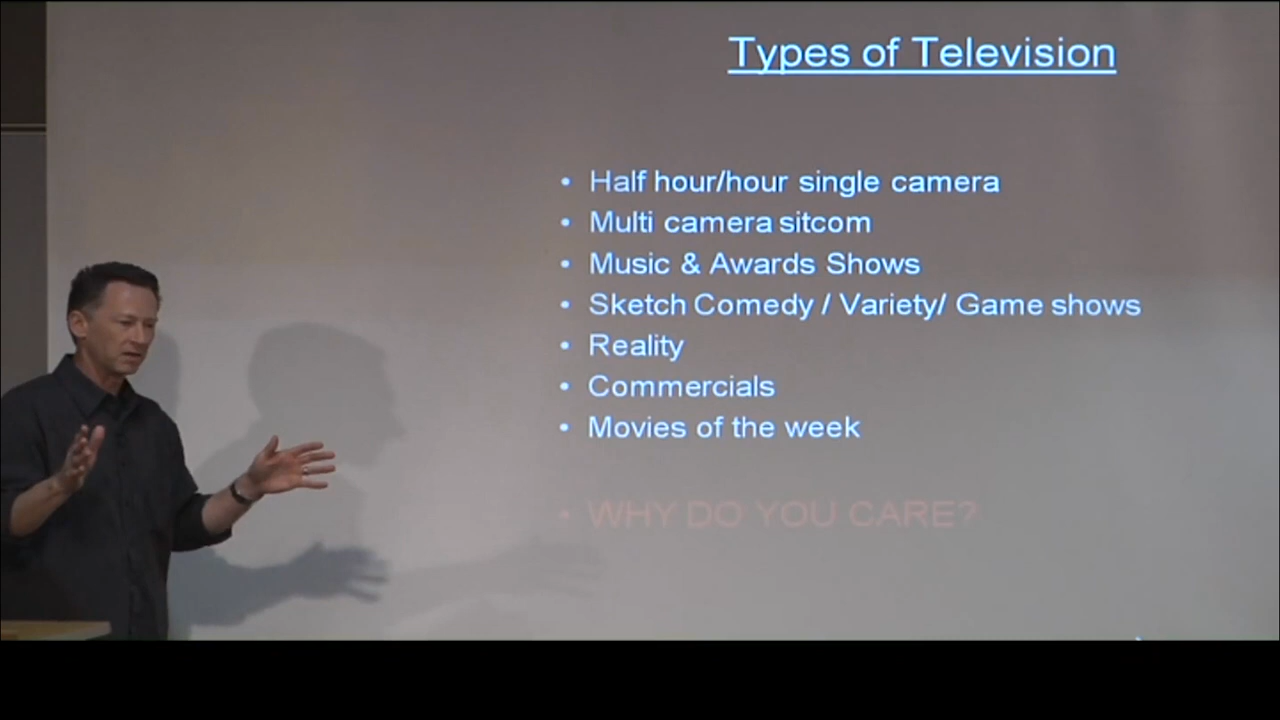 Types of Television
• Half hour/hour single camera
• Multi camera sitcom
• Music & Awards Shows
• Sketch Comedy / Variety/ Game shows
• Reality
• Commercials
• Movies of the week
• WHY DO YOU CARE?